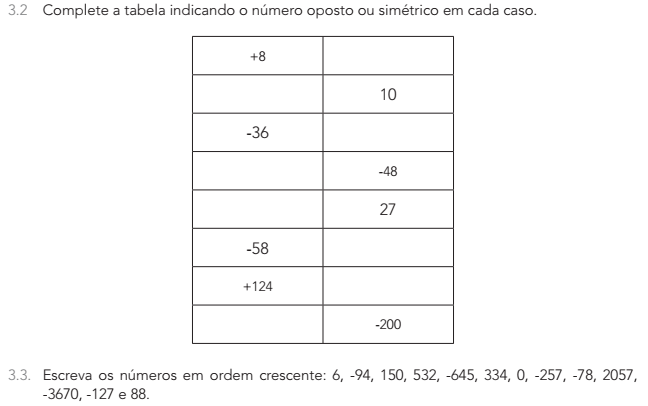 3.2 Complete a tabela indicando o número oposto ou simétrico em cada caso.
+8
10
-36
-48
27
-58
+124
-200
3.3. Escreva os números em ordem crescente: 6, -94, 150, 532, -645, 334, 0, -257, -78, 2057,
-3670, -127 e 88.